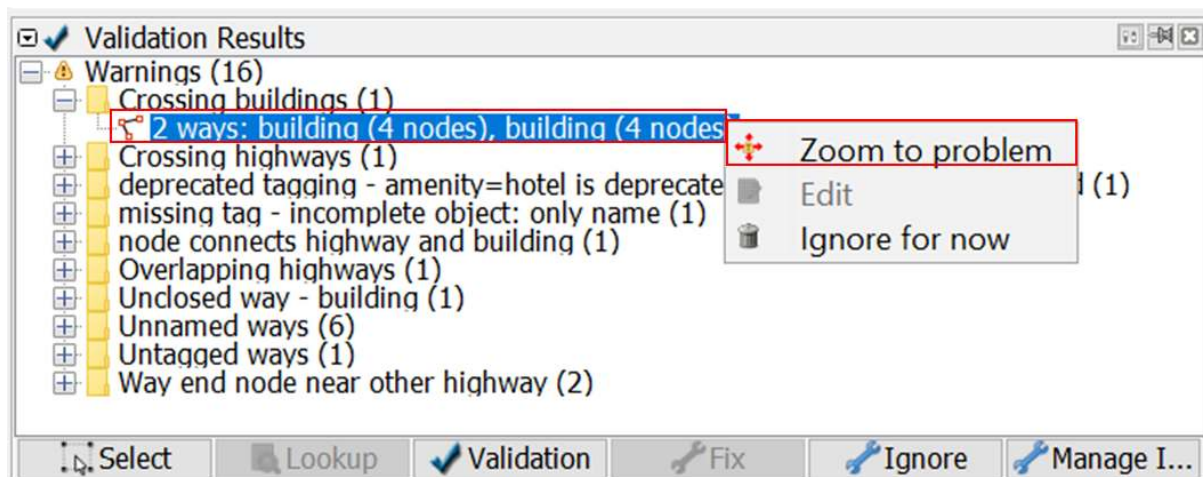 Validation Results
Warnings (16)
Crossing buildings (1)
2 ways: building (4 nodes), building (4 nodes
Zoom to problem
Crossing highways (1)
deprecated tagging - amenity=hotel is deprecate
Edit
(1)
missing tag - incomplete object: only name (1)
Ignore for now
node connects highway and building (1)
Overlapping highways (1)
Unclosed way - building (1)
Unnamed ways (6)
Untagged ways (1)
Way end node near other highway (2)
Select Lookup Validation Fix Ignore Manage I...